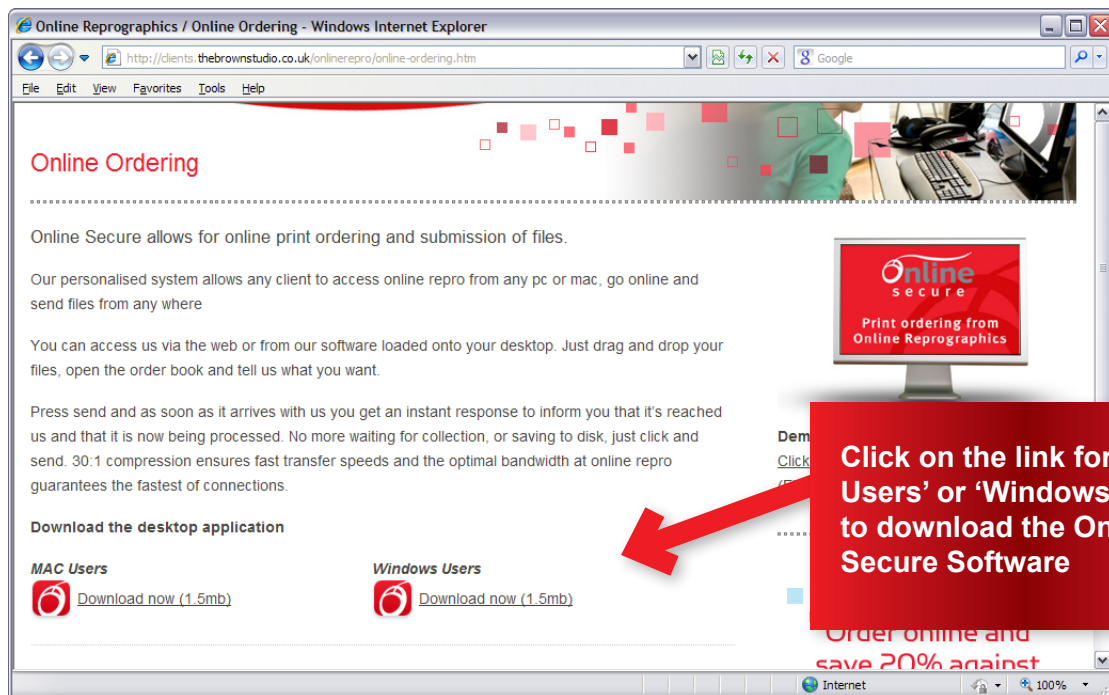 Online Reprographics / Online Ordering - Windows Internet Explorer
http://clients.thebrownstudio.co.uk/onlinerepro/online-ordering.htm
Google
File Edit View Favorites Tools Help
Online Ordering
Online Secure allows for online print ordering and submission of files.
Our personalised system allows any client to access online repro from any pc or mac, go online and
send files from any where
You can access us via the web or from our software loaded onto your desktop. Just drag and drop your
files, open the order book and tell us what you want.
Press send and as soon as it arrives with us you get an instant response to inform you that it's reached
us and that it is now being processed. No more waiting for collection, or saving to disk, just click and
send. 30:1 compression ensures fast transfer speeds and the optimal bandwidth at online repro
guarantees the fastest of connections.
Download the desktop application
MAC Users
Download now (1.5mb)
Windows Users
Download now (1.5mb)
Online
secure
Print ordering from
Online Reprographics
Dem
Click
Click on the link for
Users’ or ‘Windows
to download the On
Secure Software
Order online and
save 20% against
Internet
100%